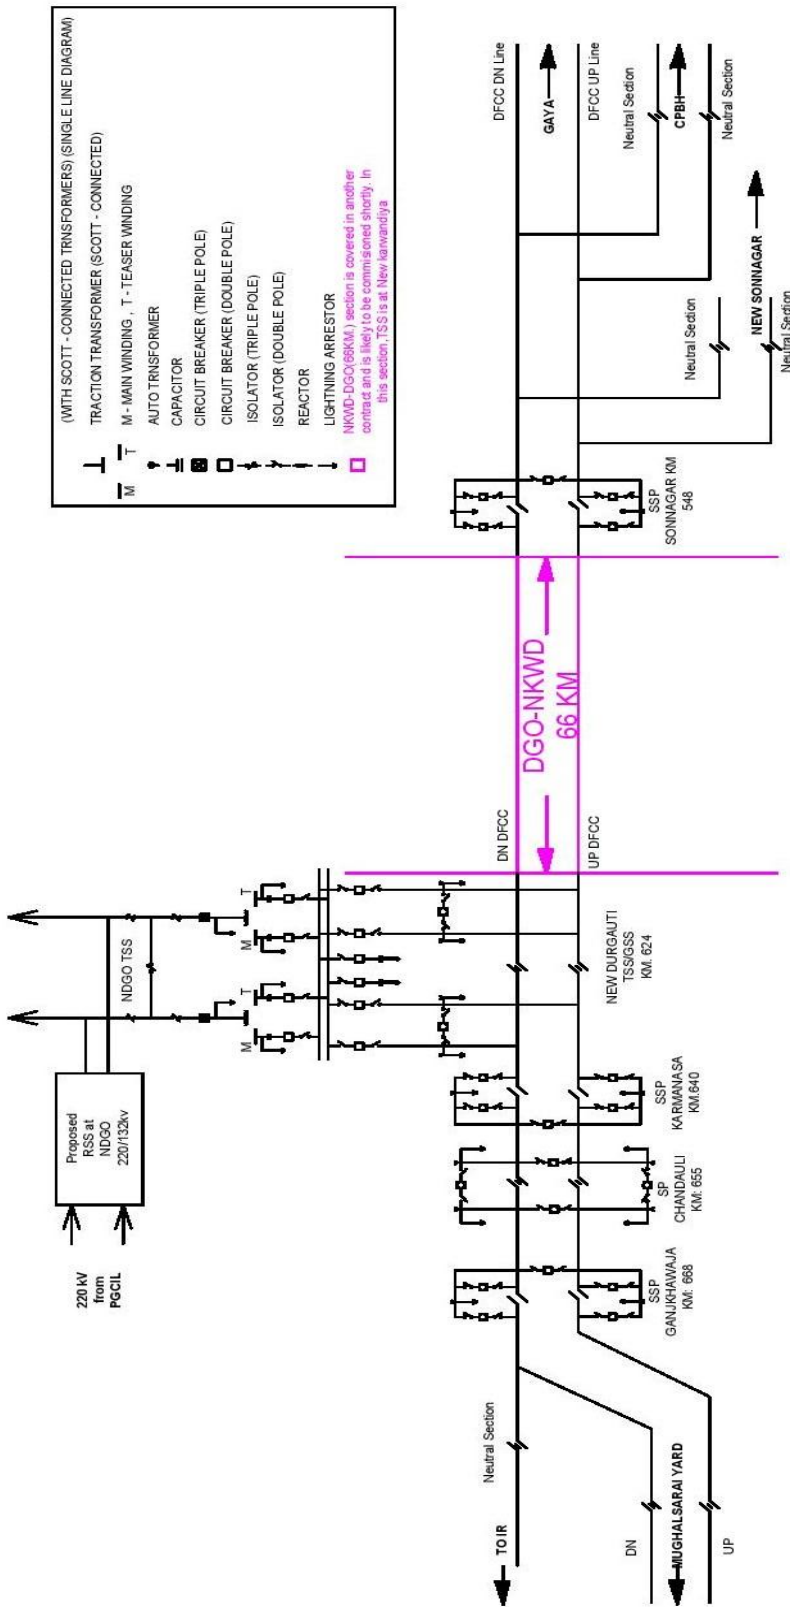 (WITH SCOTT - CONNECTED TRNSFORMERS) (SINGLE LINE DIAGRAM)
TRACTION TRANSFORMER (SCOTT - CONNECTED)
M T
M - MAIN WINDING , T - TEASER WINDING
AUTO TRNSFORMER
CAPACITOR
CIRCUIT BREAKER (TRIPLE POLE)
CIRCUIT BREAKER (DOUBLE POLE)
ISOLATOR (TRIPLE POLE)
ISOLATOR (DOUBLE POLE)
REACTOR
LIGHTNING ARRESTOR
NKWD-DGO(66KM.) section is covered in another
contract and is likely to be commisioned shortly. In
this section,TSS is at New karwandiya
220 kV
from
PGCIL
Proposed
RSS at
NDGO
220/132kv
NDGO TSS
M
T
M
T
TO IR
Neutral Section
DN
MUGHALSARAI YARD
UP
SSP
GANJKHAWAJA
KM: 668
SP
CHANDAULI
KM: 655
SSP
KARMANASA
KM.640
NEW DURGAUTI
TSS/GSS
KM. 624
DN DFCC
UP DFCC
DGO-NKWD
66 KM
SSP
SONNAGAR KM
548
DFCC DN Line
GAYA
DFCC UP Line
Neutral Section
CPBH
Neutral Section
Neutral Section
NEW SONNAGAR
Neutral Section